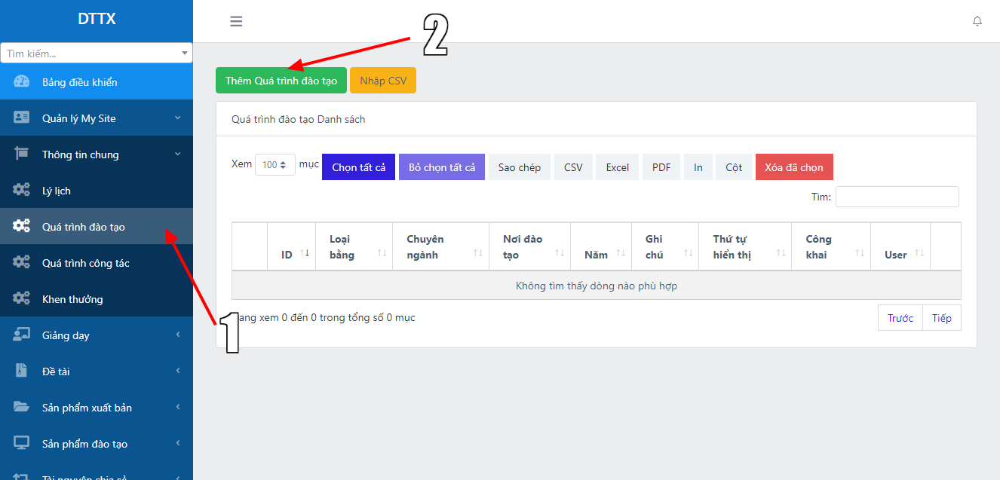 DTTX
Tìm kiếm...
Bảng điều khiển
Quản lý My Site
Thông tin chung
Lý lịch
Quá trình đào tạo
Quá trình công tác
Khen thưởng
Giảng dạy
Đề tài
Sản phẩm xuất bản
Sản phẩm đào tạo
Tài nguyên chia sẻ
1
2
Thêm Quá trình đào tạo Nhập CSV
Quá trình đào tạo Danh sách
Xem 100 mục Chọn tất cả Bỏ chọn tất cả Sao chép CSV Excel PDF In Cột Xóa đã chọn
Tìm:
ID Loại bằng Chuyên ngành Nơi đào tạo Năm Ghi chú Thứ tự hiển thị Công khai User
Không tìm thấy dòng nào phù hợp
ang xem 0 đến 0 trong tổng số 0 mục
Trước Tiếp